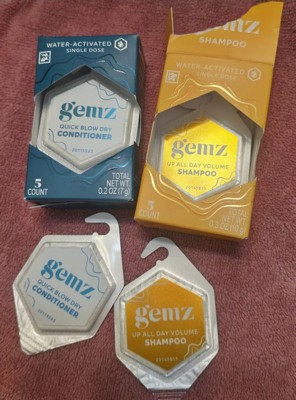 WATER-ACTIVATED
SINGLE DOSE
gemz
QUICK BLOW DRY
CONDITIONER
5
COUNT
TOTAL
NET WT
0.2 OZ (7g)
gemz
SHAMPOO
WATER-ACTIVATED
SINGLE DOSE
gemz
UP ALL DAY VOLUME
SHAMPOO
5
COUNT
gemz
QUICK BLOW DRY
CONDITIONER
gemz
UP ALL DAY VOLUME
SHAMPOO